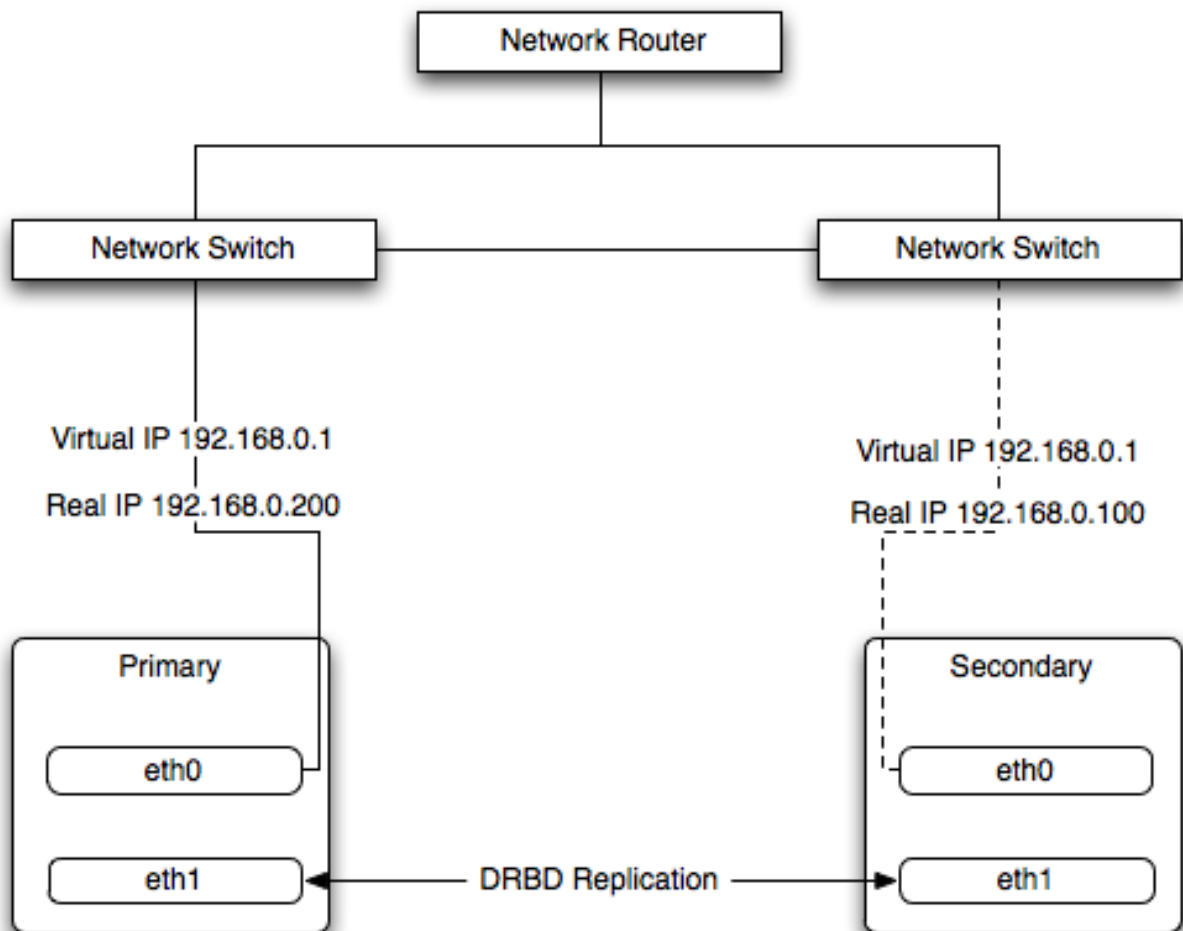 Network Router
Network Switch
Network Switch
Virtual IP 192.168.0.1
Virtual IP 192.168.0.1
Real IP 192.168.0.200
Real IP 192.168.0.100
Primary
Secondary
eth0
eth0
eth1
DRBD Replication
eth1